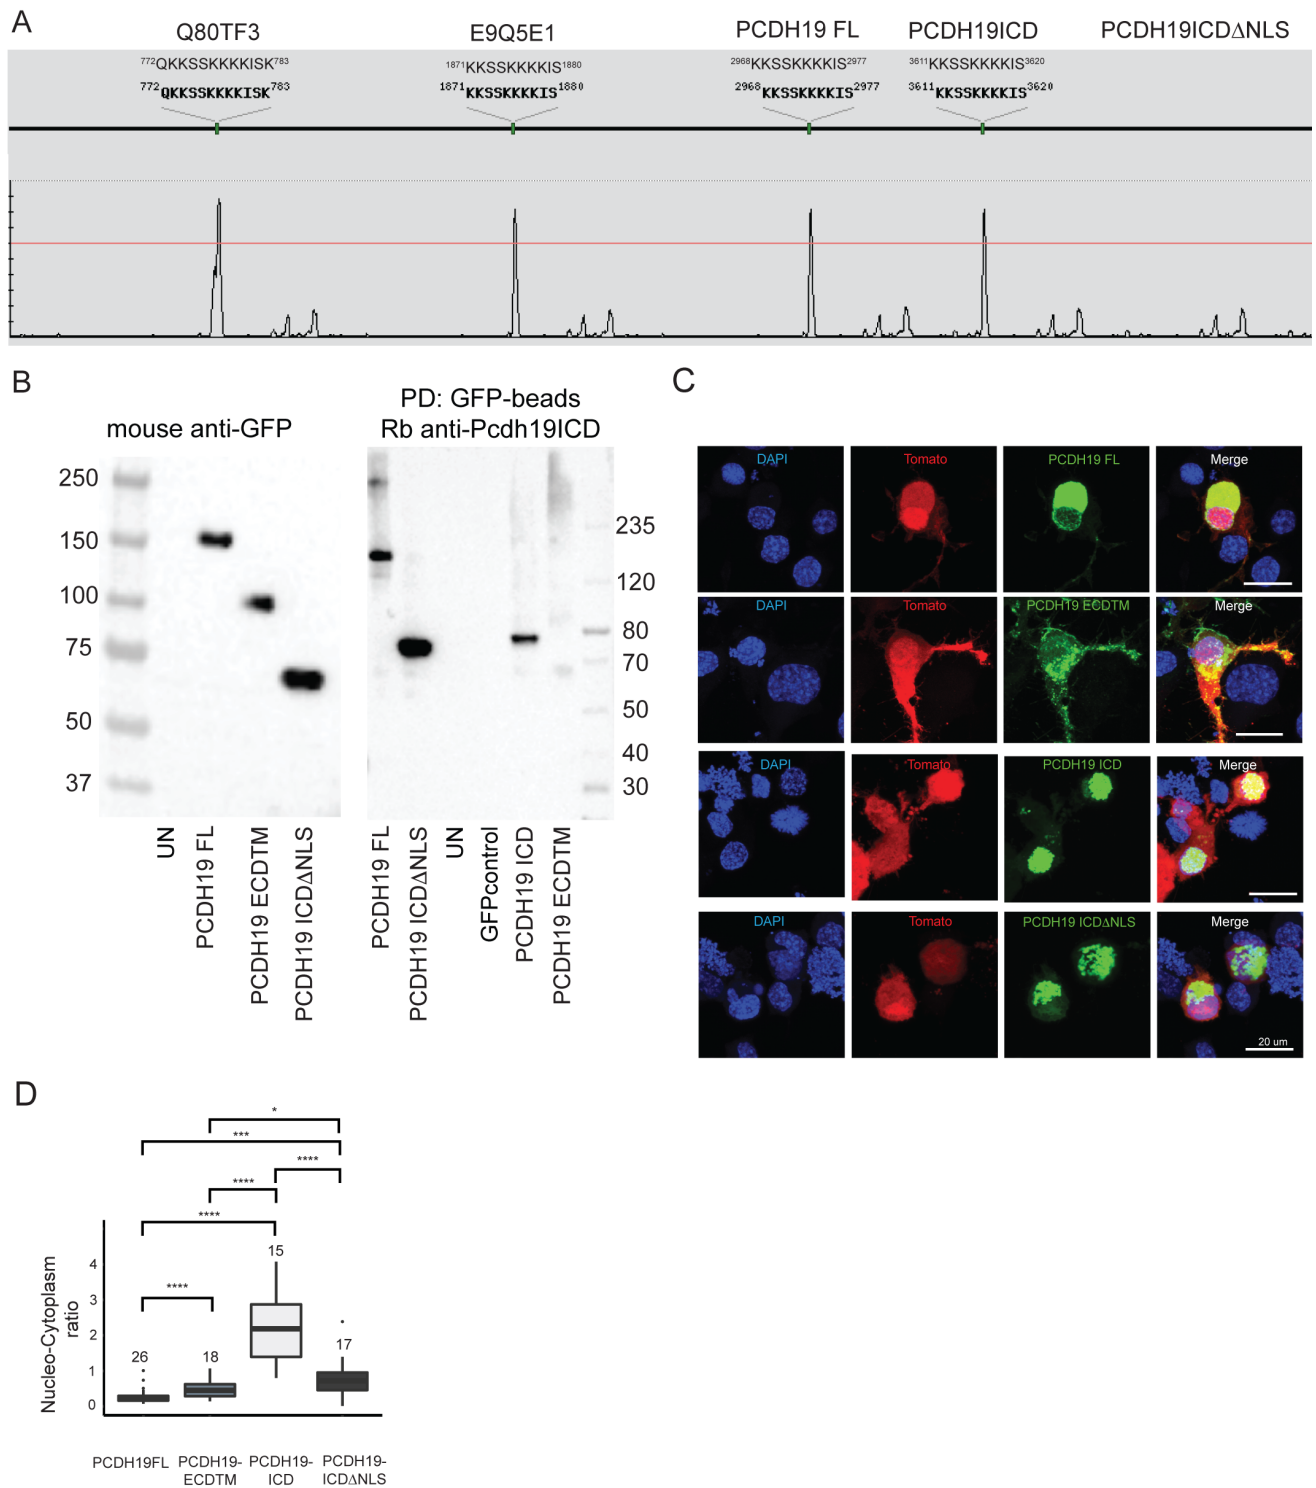 A
Q80TF3 E9Q5E1 PCDH19 FL PCDH19ICD PCDH19ICDΔNLS
772QKKSSKKKKISK783 1871KKSSKKKKIS1880 2968KKSSKKKKIS2977 3611KKSSKKKKIS3620
772QKKSSKKKKISK783 1871KKSSKKKKIS1880 2968KKSSKKKKIS2977 3611KKSSKKKKIS3620
B
mouse anti-GFP
PD: GFP-beads
Rb anti-Pcdh19ICD
250
150
100
75
50
37
235
120
80
70
50
40
30
UN
PCDH19 FL
PCDH19 ECDTM
PCDH19 ICDΔNLS
PCDH19 FL
PCDH19 ICDΔNLS
UN
GFPcontrol
PCDH19 ICD
PCDH19 ECDTM
C
DAPI Tomato PCDH19 FL Merge
DAPI Tomato PCDH19 ECDTM Merge
DAPI Tomato PCDH19 ICD Merge
DAPI Tomato PCDH19 ICDΔNLS Merge
20 um
D
*
***
****
****
****
****
Nucleo-Cytoplasm
ratio
4
3
2
1
0
26
18
15
17
PCDH19FL
PCDH19-
ECDTM
PCDH19-
ICD
PCDH19-
ICDΔNLS